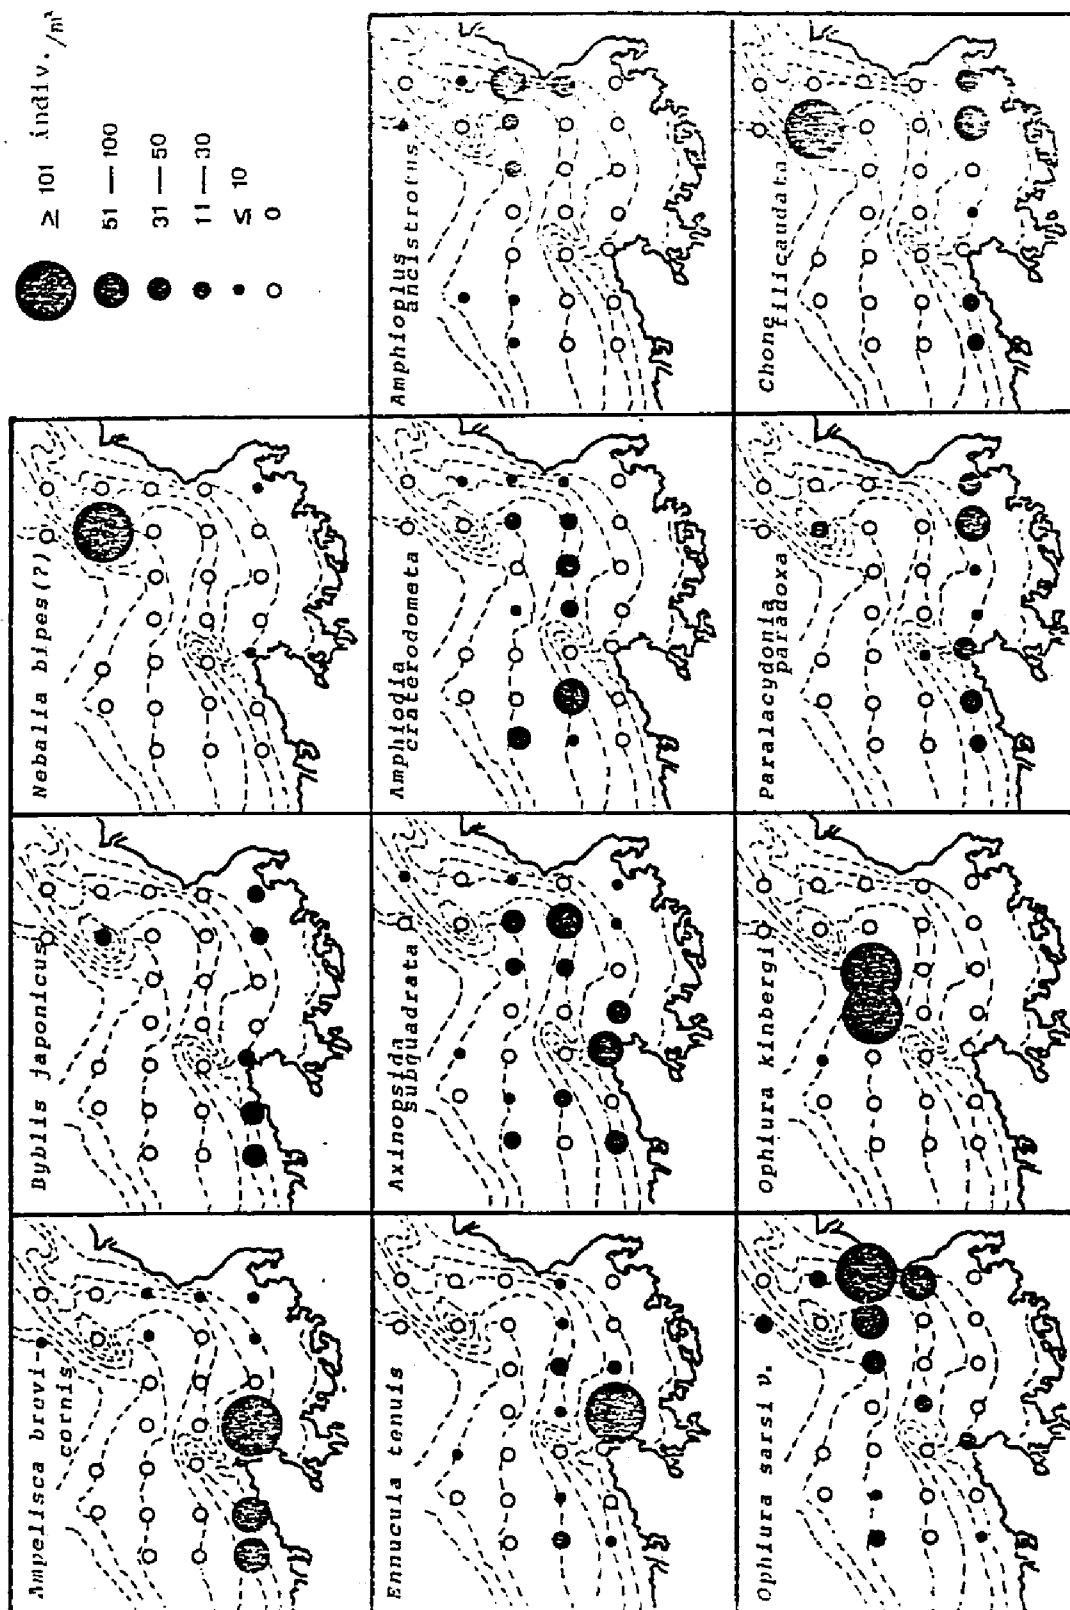 ≥ 101 indiv./m²
51 — 100
31 — 50
11 — 30
≤ 10
0
Ampelisca brevi-
cornis
Byblis japonicus
Nebalia bipes(?)
Ennucula tenuis
Axinopsida
subquadrata
Amphiodia
craterodometa
Amphioplus
ancistrotus
Ophiura sarsi v.
Ophiura kinbergi
Paralacydonia
paradoxa
Chone
filicaudata